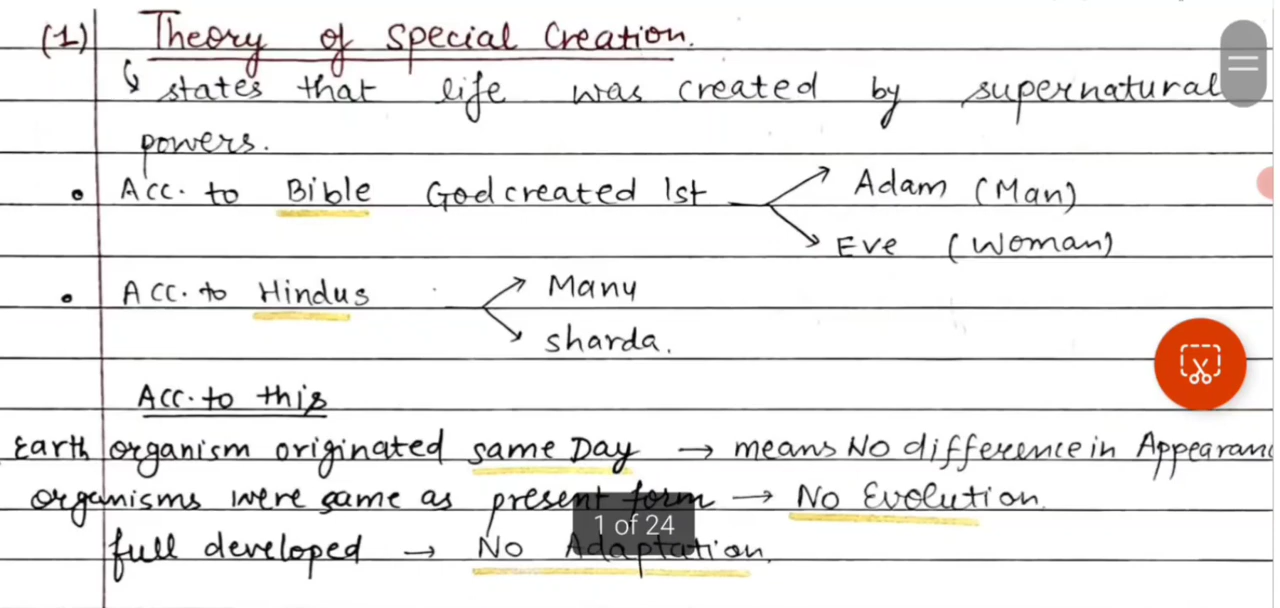 (1) Theory of Special Creation.
states that life was created by supernatural
powers.
• Acc. to Bible God created 1st Adam (Man)
Eve (Woman)
• Acc. to Hindus Manu
sharda.
Acc. to this
Earth organism originated same Day → means No difference in Appearanc
organisms were same as present form → No Evolution.
full developed → No Adaptation.
1 of 24